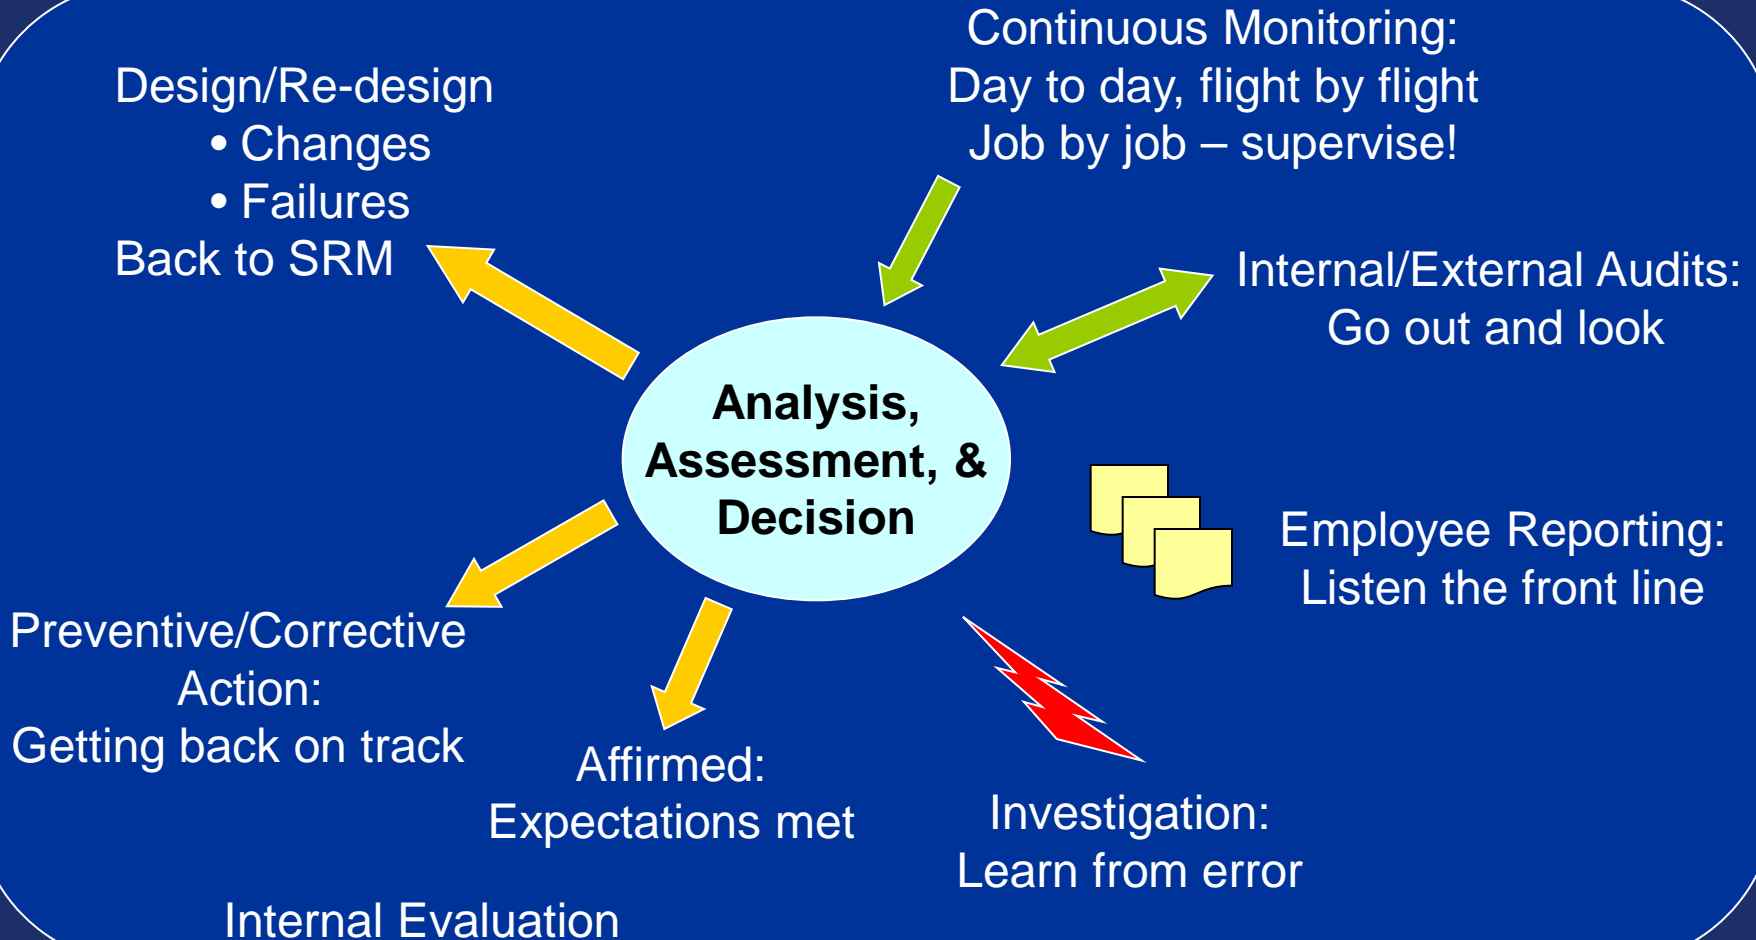 Continuous Monitoring:
Day to day, flight by flight
Job by job – supervise!
Design/Re-design
• Changes
• Failures
Back to SRM
Internal/External Audits:
Go out and look
Analysis,
Assessment, &
Decision
Employee Reporting:
Listen the front line
Preventive/Corrective
Action:
Getting back on track
Affirmed:
Expectations met
Investigation:
Learn from error
Internal Evaluation